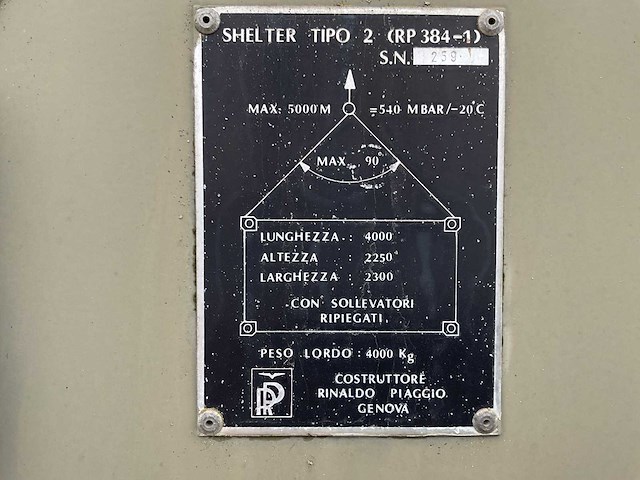 SHELTER TIPO 2 (RP 384-1)
S.N. 259
MAX. 5000 M = 540 MBAR/-20°C
MAX. 90
LUNGHEZZA : 4000
ALTEZZA : 2250
LARGHEZZA : 2300
CON SOLLEVATORI
RIPIEGATI
PESO LORDO : 4000 Kg
COSTRUTTORE
RINALDO PIAGGIO
GENOVA